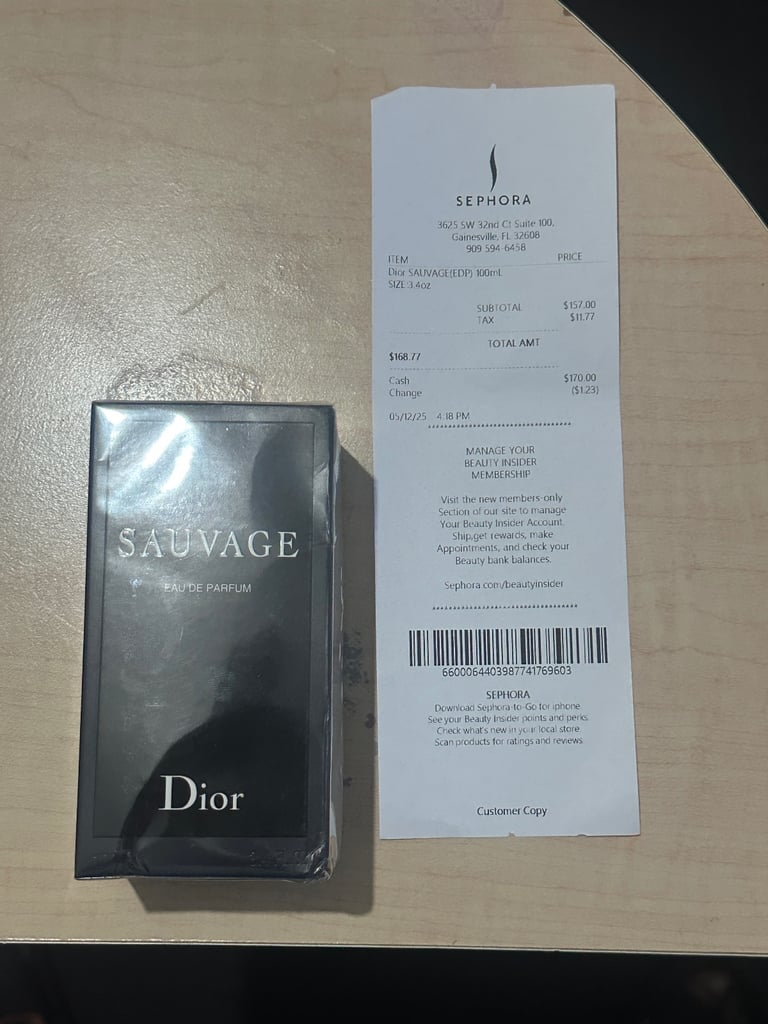 SAUVAGE
EAU DE PARFUM
Dior
SEPHORA
3625 SW 32nd Ct Suite 100,
Gainesville, FL 32608
909 594-6458
ITEM PRICE
Dior SAUVAGE(EDP) 100mL
SIZE:3.4oz
SUBTOTAL $157.00
TAX $11.77
TOTAL AMT
$168.77
Cash $170.00
Change ($1.23)
05/12/25 4:18 PM
MANAGE YOUR
BEAUTY INSIDER
MEMBERSHIP
Visit the new members-only
Section of our site to manage
Your Beauty Insider Account.
Ship,get rewards, make
Appointments, and check your
Beauty bank balances.
Sephora.com/beautyinsider
6600064403987741769603
SEPHORA
Download Sephora-to-Go for iphone
See your Beauty Insider points and perks
Check what's new in your local store
Scan products for ratings and reviews
Customer Copy